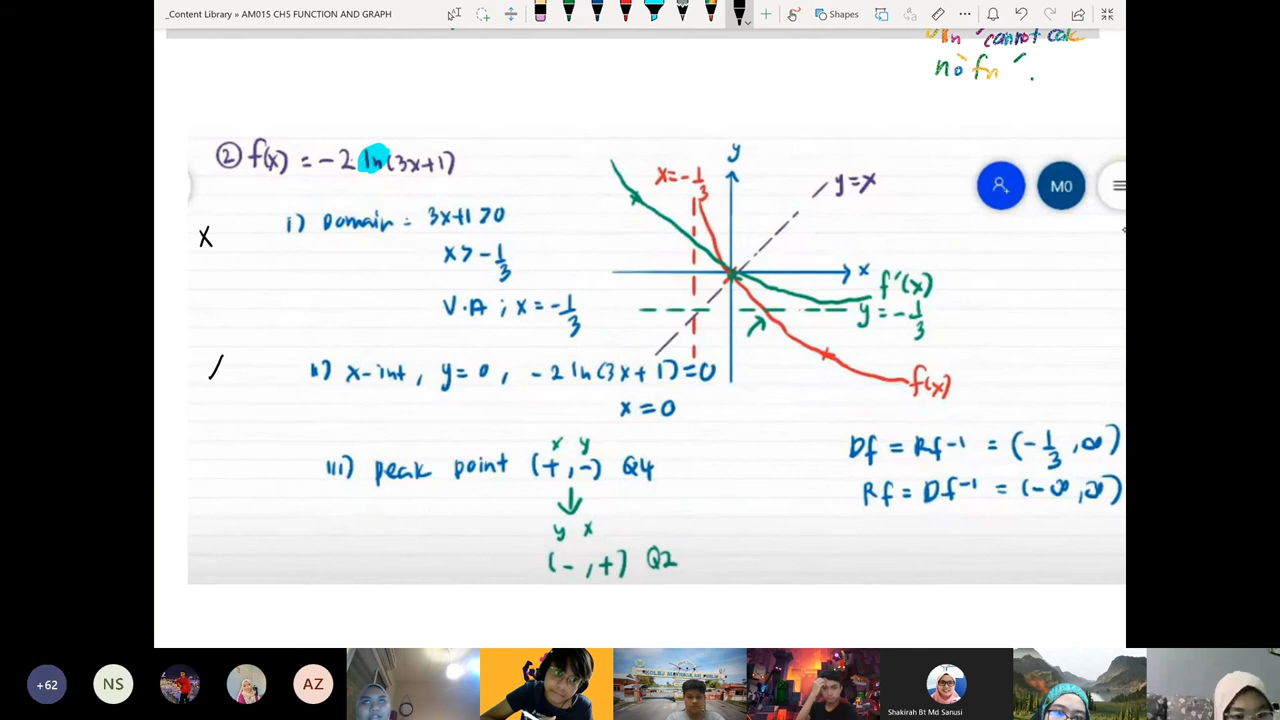 _Content Library » AM015 CH5 FUNCTION AND GRAPH
Shapes
cannot
no fn
② f(x) = -2 ln(3x+1)
x = -1/3
y
y = x
M0
i) Domain = 3x+1 > 0
x > -1/3
V.A ; x = -1/3
x
f⁻¹(x)
y = -1/3
ii) x-int, y=0, -2 ln(3x+1)=0
x = 0
f(x)
x y
iii) peak point (+,-) Q4
y x
(-,+) Q2
Df = Rf⁻¹ = (-1/3, ∞)
Rf = Df⁻¹ = (-∞, ∞)
+62
NS
AZ
KOLEJ MATRIKULASI
Shakirah Bt Md Sanusi